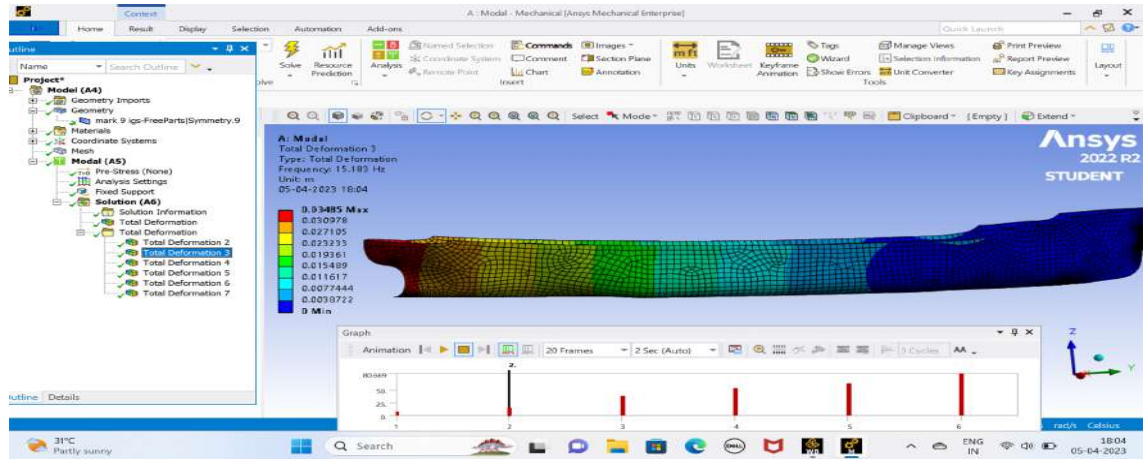 Context
A : Modal - Mechanical [Ansys Mechanical Enterprise]
Home Result Display Selection Automation Add-ons
Quick Launch
Outline
Name Search Outline
Solve Resource Prediction
Analysis
Named Selection Commands Images
Coordinate System Comment Section Plane
Remote Point Chart Annotation
Insert
Units Worksheet Keyframe Animation
Tags
Wizard
Show Errors
Manage Views
Selection Information
Unit Converter
Print Preview
Report Preview
Key Assignments
Tools
Layout
Select Mode Clipboard [Empty] Extend
Project*
Model (A4)
Geometry Imports
Geometry
mark 9 igs-FreeParts|Symmetry.9
Materials
Coordinate Systems
Mesh
Modal (A5)
Pre-Stress (None)
Analysis Settings
Fixed Support
Solution (A6)
Solution Information
Total Deformation
Total Deformation
Total Deformation 2
Total Deformation 3
Total Deformation 4
Total Deformation 5
Total Deformation 6
Total Deformation 7
Outline Details
A: Modal
Total Deformation 3
Type: Total Deformation
Frequency: 15.183 Hz
Unit: m
05-04-2023 18:04
0.03485 Max
0.030978
0.027105
0.023233
0.019361
0.015489
0.011617
0.0077444
0.0038722
0 Min
Ansys
2022 R2
STUDENT
Z
Y
Graph
Animation 20 Frames 2 Sec (Auto) 3 Cycles
2.
50.
25.
0.
1 2 3 4 5 6
rad/s Celsius
31°C
Partly sunny
Search
ENG
IN
18:04
05-04-2023